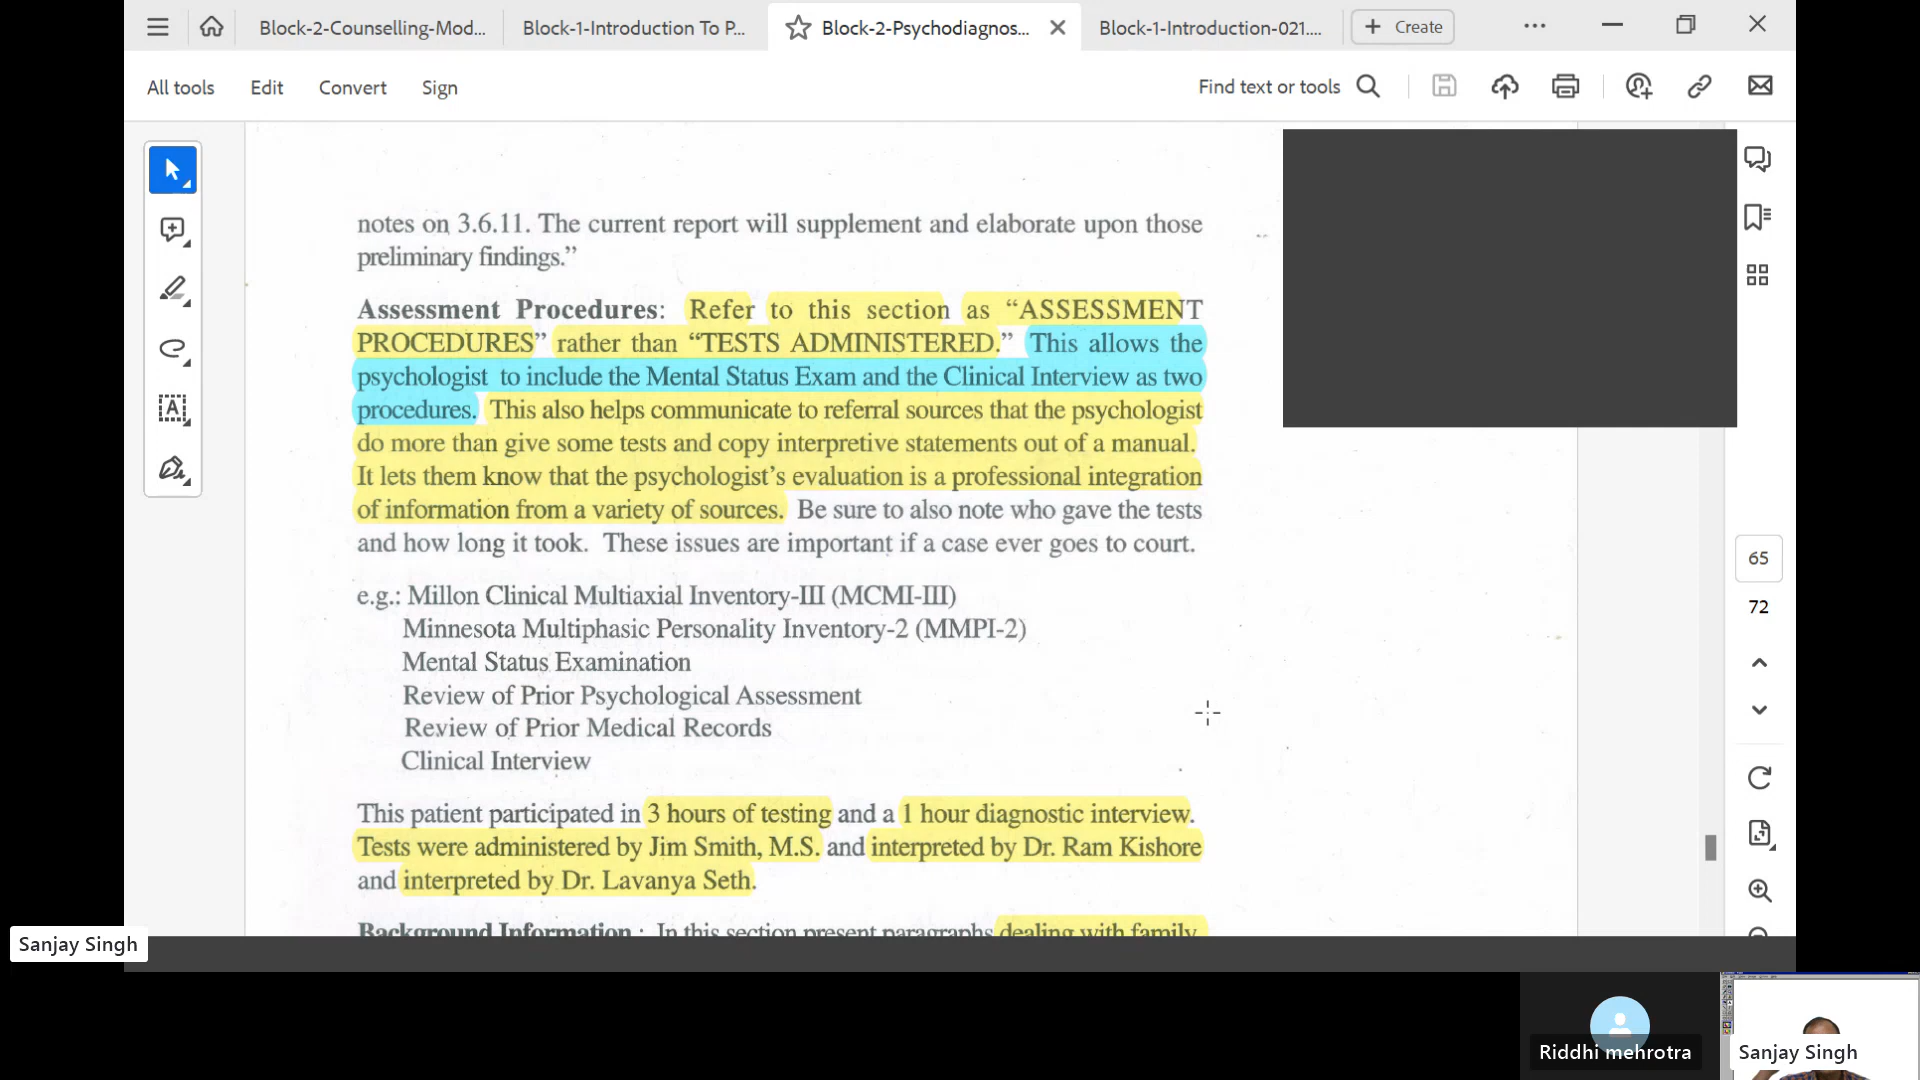 Block-2-Counselling-Mod...
Block-1-Introduction To P...
Block-2-Psychodiagnos...
Block-1-Introduction-021....
Create
All tools
Edit
Convert
Sign
Find text or tools
notes on 3.6.11. The current report will supplement and elaborate upon those
preliminary findings.”
Assessment Procedures: Refer to this section as “ASSESSMENT
PROCEDURES” rather than “TESTS ADMINISTERED.” This allows the
psychologist to include the Mental Status Exam and the Clinical Interview as two
procedures. This also helps communicate to referral sources that the psychologist
do more than give some tests and copy interpretive statements out of a manual.
It lets them know that the psychologist’s evaluation is a professional integration
of information from a variety of sources. Be sure to also note who gave the tests
and how long it took. These issues are important if a case ever goes to court.
e.g.: Millon Clinical Multiaxial Inventory-III (MCMI-III)
Minnesota Multiphasic Personality Inventory-2 (MMPI-2)
Mental Status Examination
Review of Prior Psychological Assessment
Review of Prior Medical Records
Clinical Interview
This patient participated in 3 hours of testing and a 1 hour diagnostic interview.
Tests were administered by Jim Smith, M.S. and interpreted by Dr. Ram Kishore
and interpreted by Dr. Lavanya Seth.
Background Information : In this section present paragraphs dealing with family,
65
72
Sanjay Singh
Riddhi mehrotra
Sanjay Singh